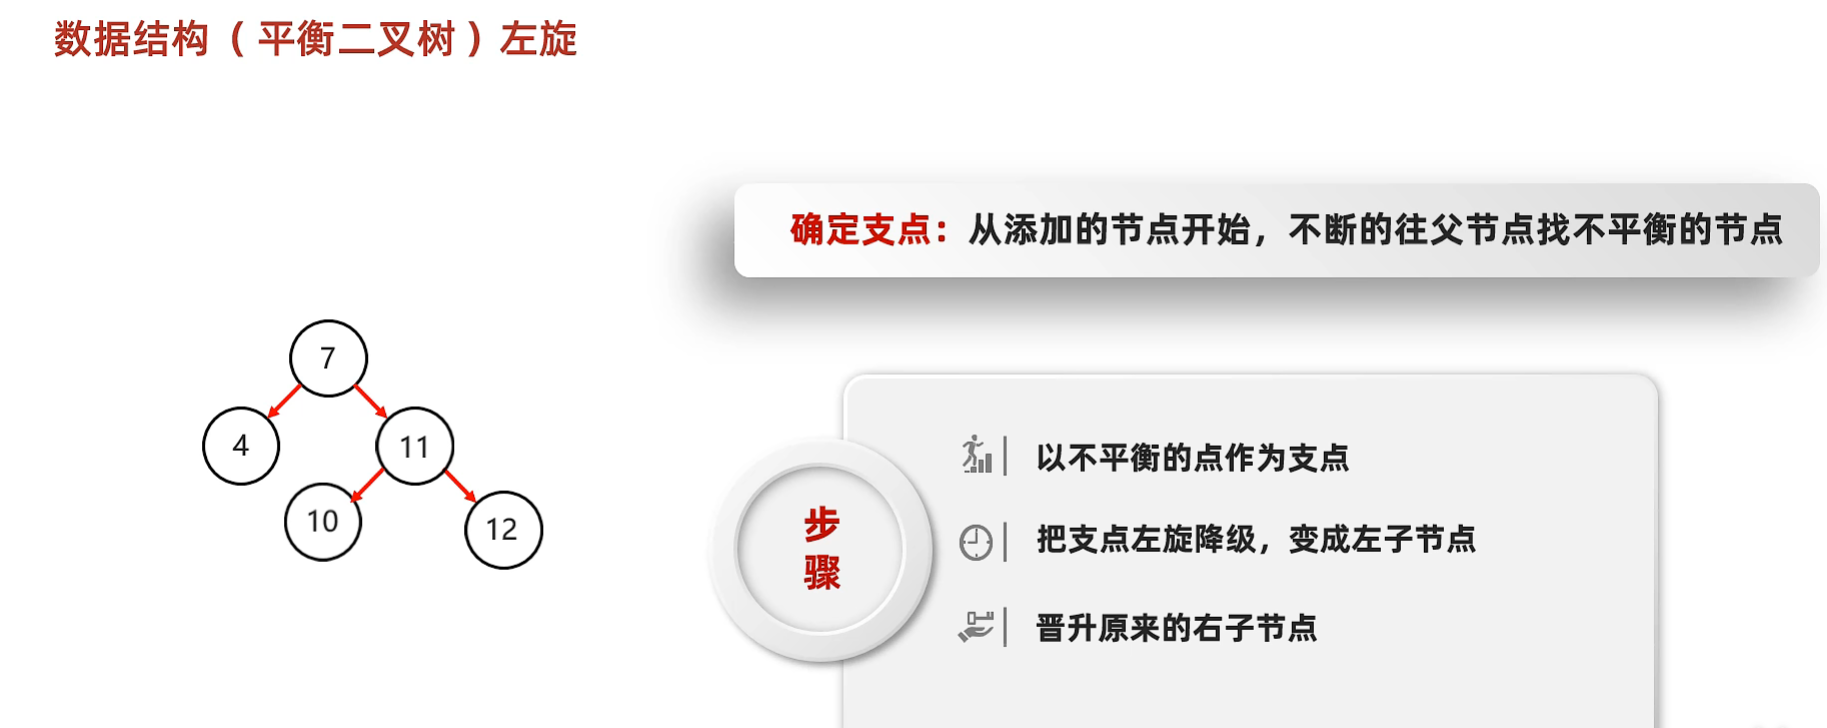 数据结构（平衡二叉树）左旋
确定支点：从添加的节点开始，不断的往父节点找不平衡的节点
7
4
11
10
12
步
骤
以不平衡的点作为支点
把支点左旋降级，变成左子节点
晋升原来的右子节点